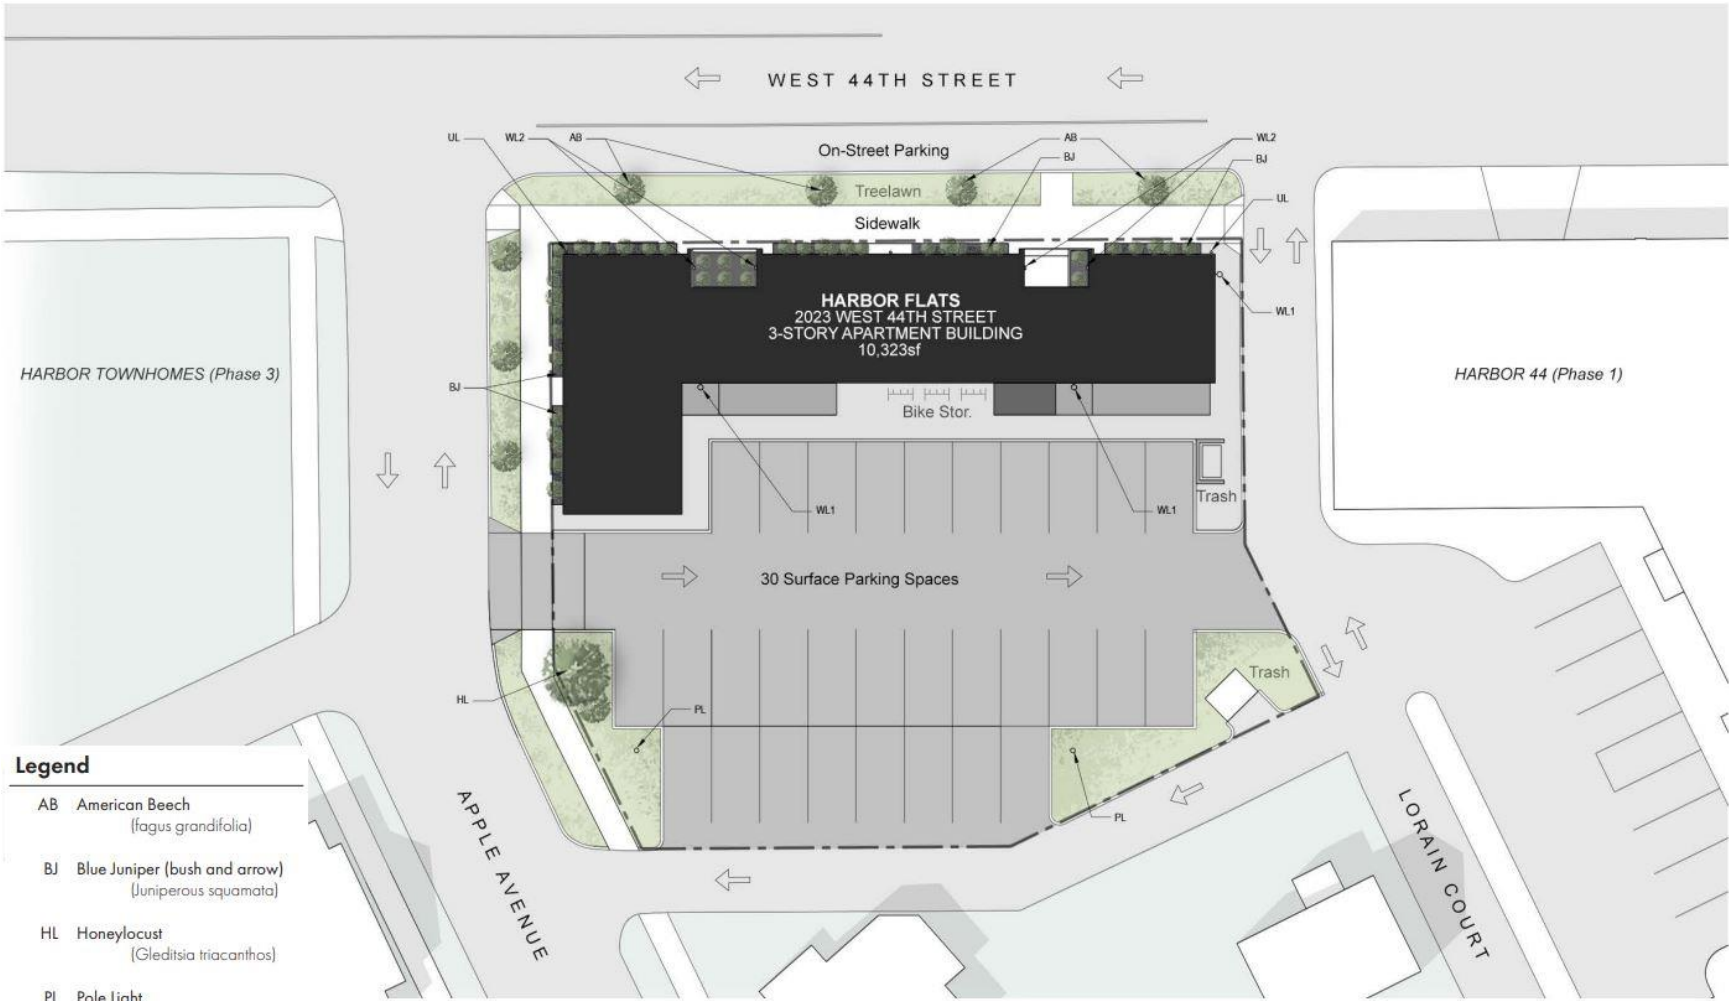 WEST 44TH STREET
UL
WL2
AB
On-Street Parking
AB
WL2
BJ
BJ
Treelawn
UL
Sidewalk
HARBOR FLATS
2023 WEST 44TH STREET
3-STORY APARTMENT BUILDING
10,323sf
WL1
HARBOR TOWNHOMES (Phase 3)
HARBOR 44 (Phase 1)
BJ
Bike Stor.
Trash
WL1
WL1
30 Surface Parking Spaces
Trash
HL
PL
PL
APPLE AVENUE
LORAIN COURT
Legend
AB American Beech
(fagus grandifolia)
BJ Blue Juniper (bush and arrow)
(Juniperous squamata)
HL Honeylocust
(Gleditsia triacanthos)
PL Pole Light